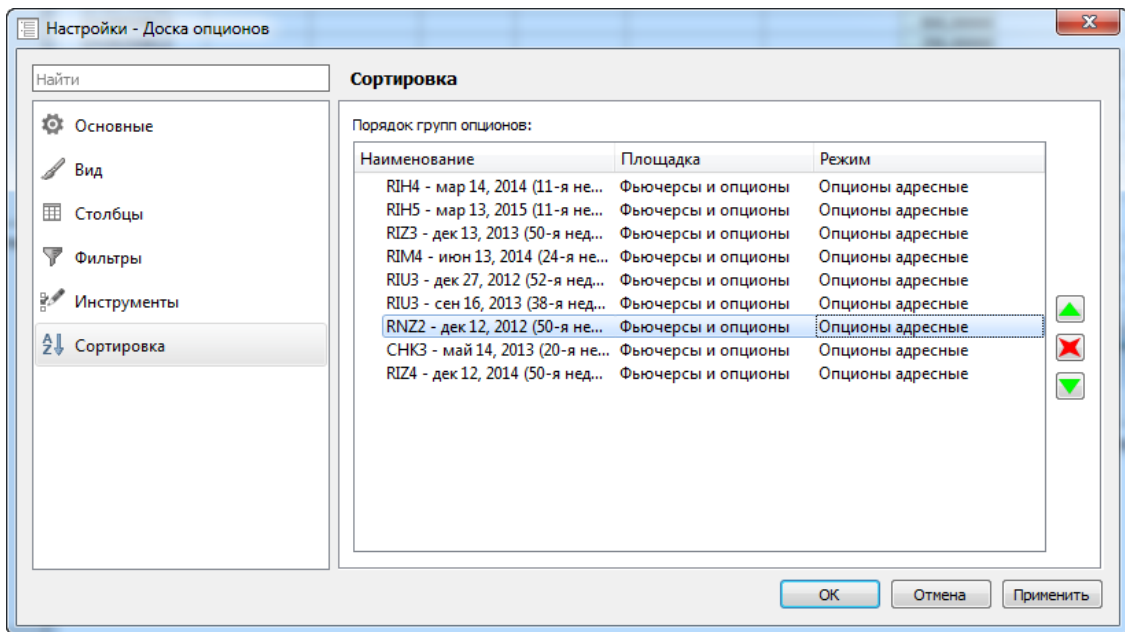 Настройки - Доска опционов
Найти
Основные
Вид
Столбцы
Фильтры
Инструменты
Сортировка
Сортировка
Порядок групп опционов:
Наименование Площадка Режим
RIH4 - мар 14, 2014 (11-я не... Фьючерсы и опционы Опционы адресные
RIH5 - мар 13, 2015 (11-я не... Фьючерсы и опционы Опционы адресные
RIZ3 - дек 13, 2013 (50-я нед... Фьючерсы и опционы Опционы адресные
RIM4 - июн 13, 2014 (24-я не... Фьючерсы и опционы Опционы адресные
RIU3 - дек 27, 2012 (52-я нед... Фьючерсы и опционы Опционы адресные
RIU3 - сен 16, 2013 (38-я нед... Фьючерсы и опционы Опционы адресные
RNZ2 - дек 12, 2012 (50-я не... Фьючерсы и опционы Опционы адресные
CHK3 - май 14, 2013 (20-я не... Фьючерсы и опционы Опционы адресные
RIZ4 - дек 12, 2014 (50-я нед... Фьючерсы и опционы Опционы адресные
OK Отмена Применить